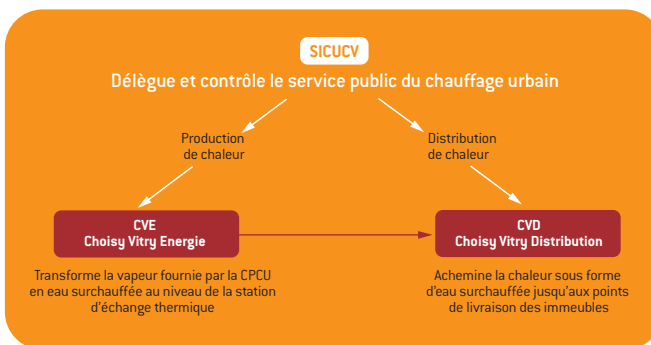 SICUCV
Délègue et contrôle le service public du chauffage urbain
Production
de chaleur
Distribution
de chaleur
CVE
Choisy Vitry Energie
CVD
Choisy Vitry Distribution
Transforme la vapeur fournie par la CPCU
en eau surchauffée au niveau de la station
d'échange thermique
Achemine la chaleur sous forme
d'eau surchauffée jusqu'aux points
de livraison des immeubles